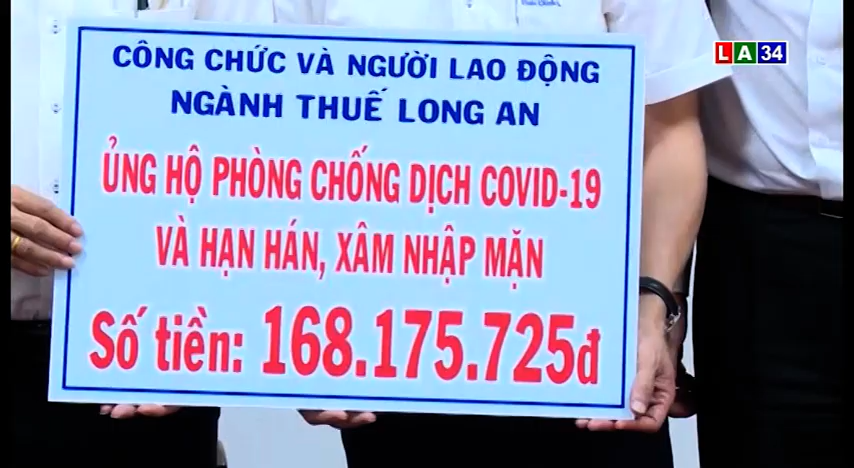 LA34
CÔNG CHỨC VÀ NGƯỜI LAO ĐỘNG
NGÀNH THUẾ LONG AN
ỦNG HỘ PHÒNG CHỐNG DỊCH COVID-19
VÀ HẠN HÁN, XÂM NHẬP MẶN
Số tiền: 168.175.725đ